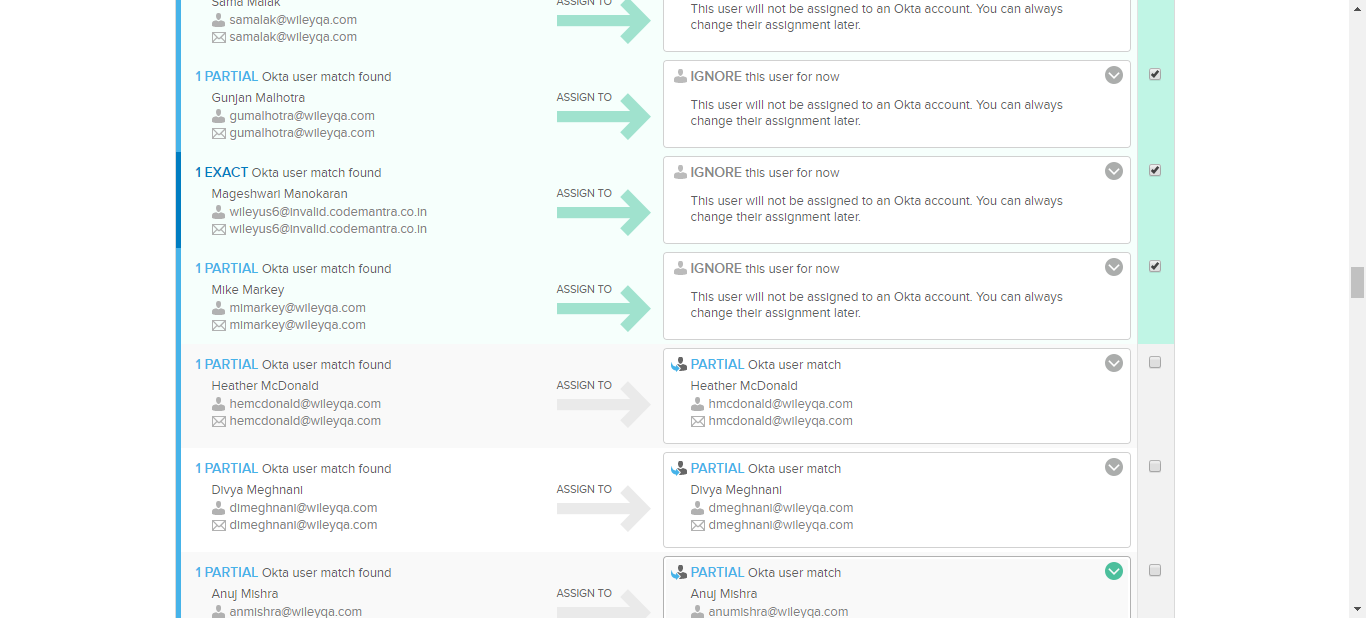 Sama Malak
samalak@wileyqa.com
samalak@wileyqa.com
ASSIGN TO
This user will not be assigned to an Okta account. You can always
change their assignment later.
1 PARTIAL Okta user match found
Gunjan Malhotra
gumalhotra@wileyqa.com
gumalhotra@wileyqa.com
ASSIGN TO
IGNORE this user for now
This user will not be assigned to an Okta account. You can always
change their assignment later.
1 EXACT Okta user match found
Mageshwari Manokaran
wileyus6@invalid.codemantra.co.in
wileyus6@invalid.codemantra.co.in
ASSIGN TO
IGNORE this user for now
This user will not be assigned to an Okta account. You can always
change their assignment later.
1 PARTIAL Okta user match found
Mike Markey
mimarkey@wileyqa.com
mimarkey@wileyqa.com
ASSIGN TO
IGNORE this user for now
This user will not be assigned to an Okta account. You can always
change their assignment later.
1 PARTIAL Okta user match found
Heather McDonald
hemcdonald@wileyqa.com
hemcdonald@wileyqa.com
ASSIGN TO
PARTIAL Okta user match
Heather McDonald
hmcdonald@wileyqa.com
hmcdonald@wileyqa.com
1 PARTIAL Okta user match found
Divya Meghnani
dimeghnani@wileyqa.com
dimeghnani@wileyqa.com
ASSIGN TO
PARTIAL Okta user match
Divya Meghnani
dmeghnani@wileyqa.com
dmeghnani@wileyqa.com
1 PARTIAL Okta user match found
Anuj Mishra
anmishra@wileyqa.com
ASSIGN TO
PARTIAL Okta user match
Anuj Mishra
anumishra@wileyqa.com